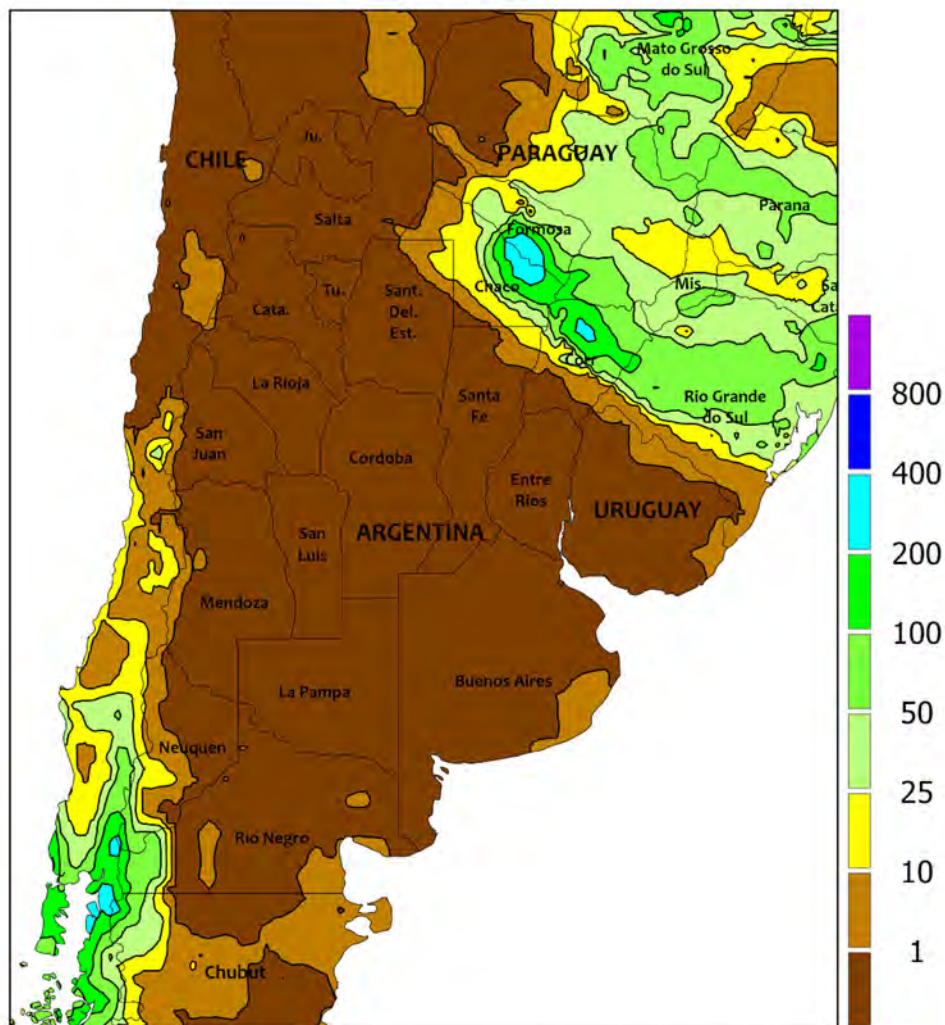 Mato Grosso
do Sul
Ju.
CHILE
PARAGUAY
Parana
Salta
Formosa
Tu.
Sant.
Del.
Est.
Chaco
Mis.
Sa
Cat.
Cata.
La Rioja
Santa
Fe
Rio Grande
do Sul
San
Juan
Cordoba
Entre
Rios
URUGUAY
San
Luis
ARGENTINA
Mendoza
La Pampa
Buenos Aires
Neuquen
Rio Negro
Chubut
800
400
200
100
50
25
10
1